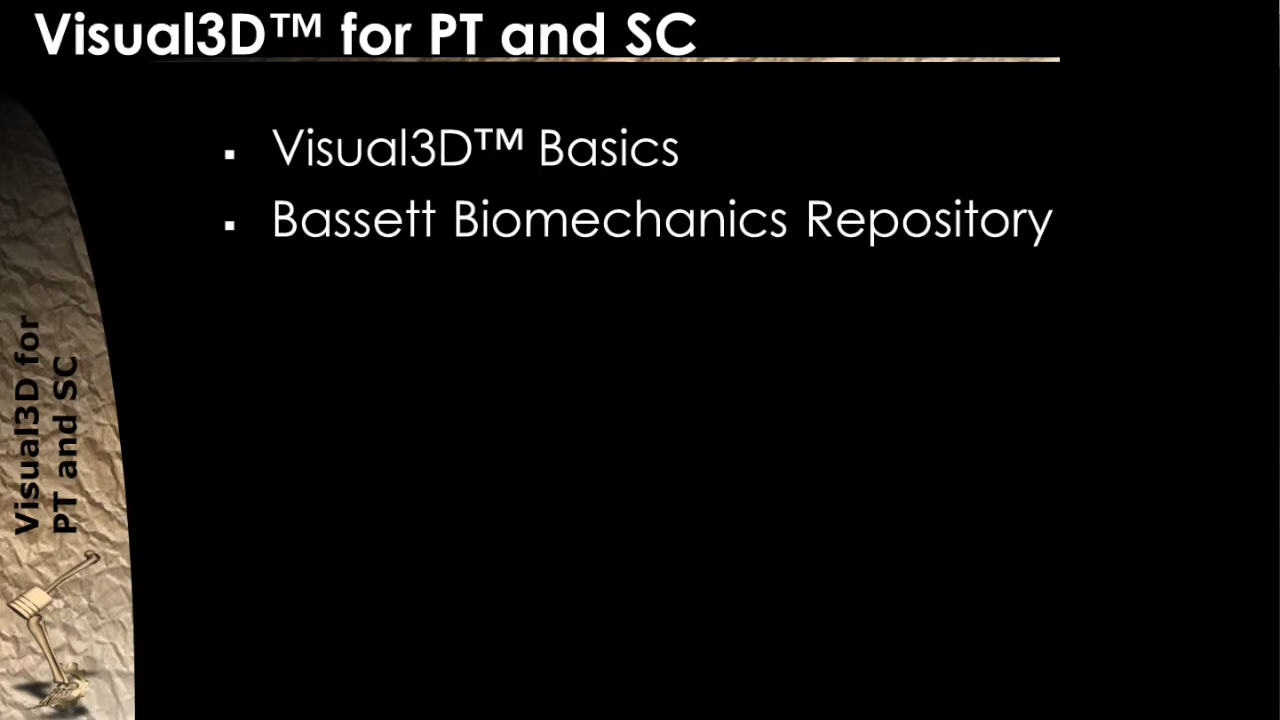 Visual3D™ for PT and SC
▪ Visual3D™ Basics
▪ Bassett Biomechanics Repository
Visual3D for
PT and SC